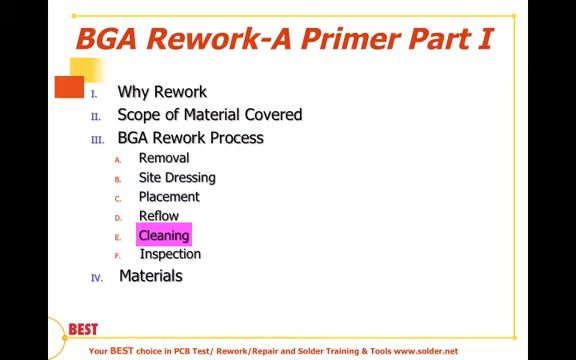 BGA Rework-A Primer Part I
I. Why Rework
II. Scope of Material Covered
III. BGA Rework Process
A. Removal
B. Site Dressing
C. Placement
D. Reflow
E. Cleaning
F. Inspection
IV. Materials
BEST
Your BEST choice in PCB Test/ Rework/Repair and Solder Training & Tools www.solder.net